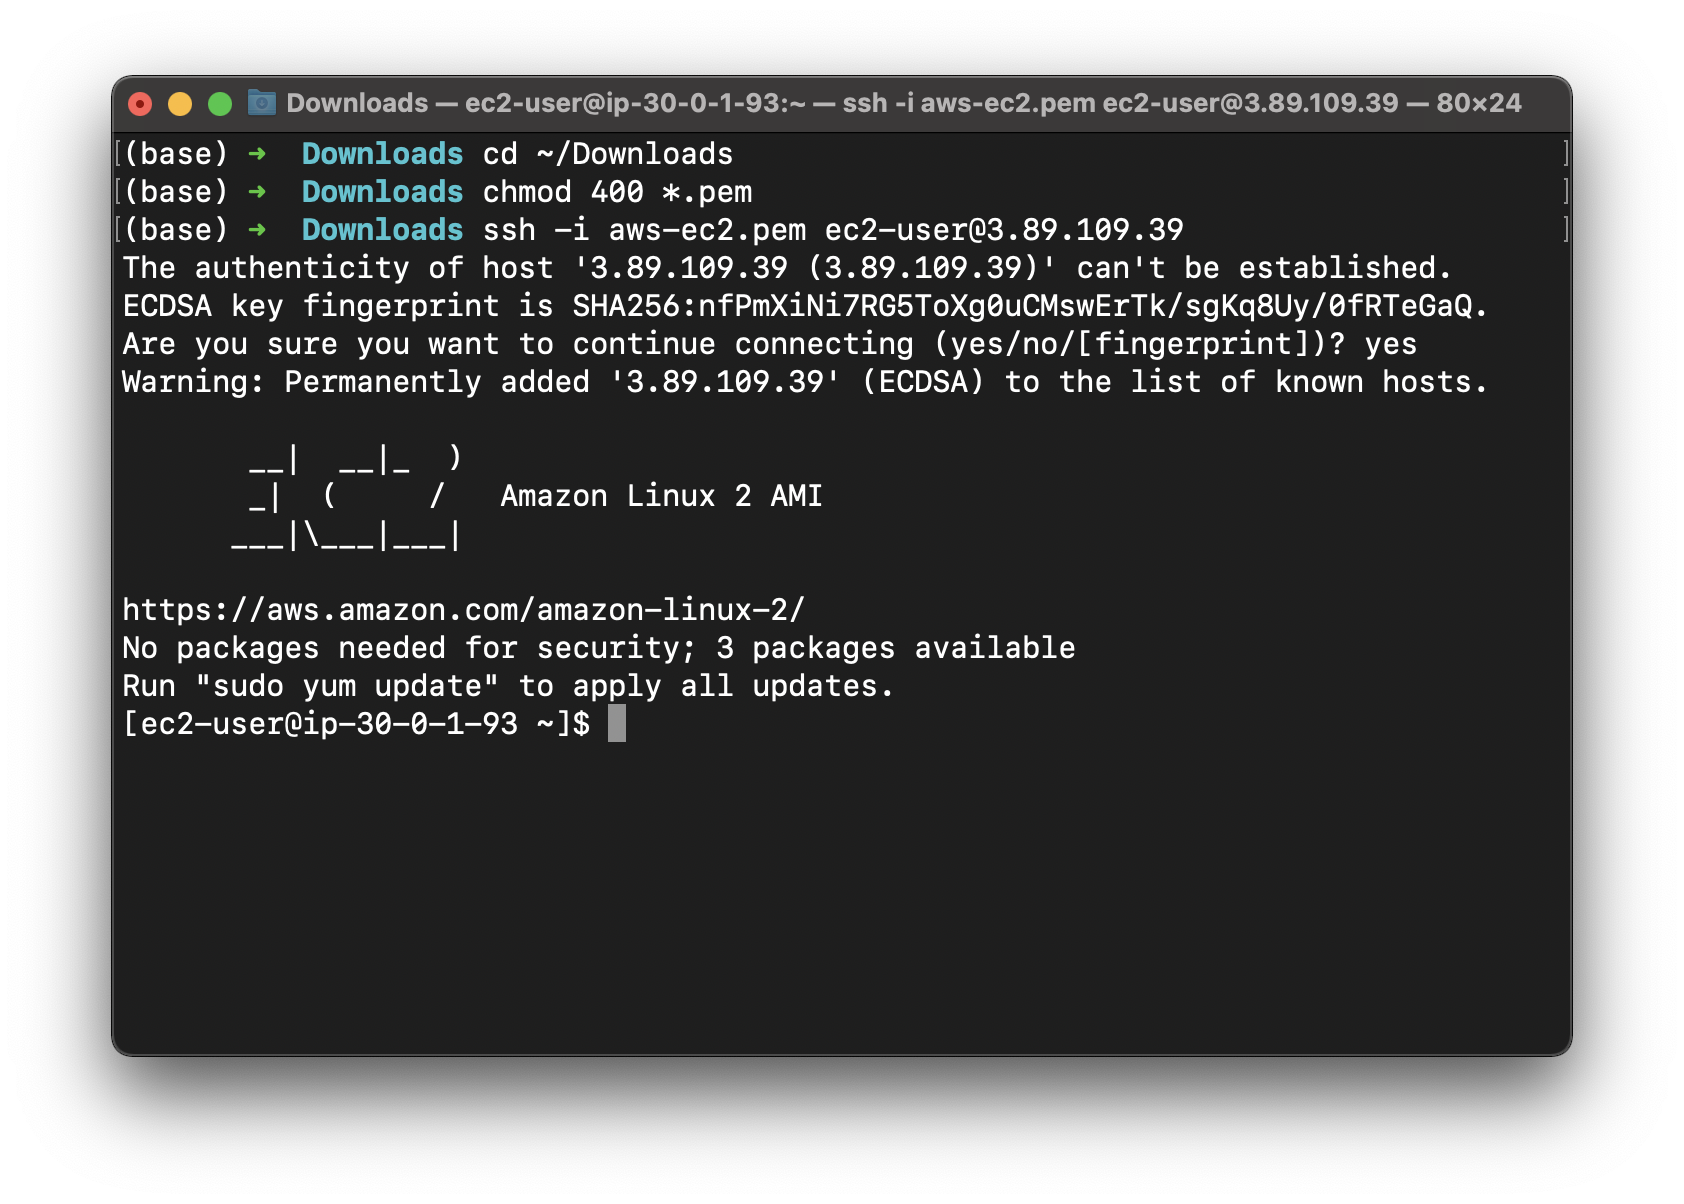 Downloads — ec2-user@ip-30-0-1-93:~ — ssh -i aws-ec2.pem ec2-user@3.89.109.39 — 80×24
[(base) ➜  Downloads cd ~/Downloads ]
[(base) ➜  Downloads chmod 400 *.pem ]
[(base) ➜  Downloads ssh -i aws-ec2.pem ec2-user@3.89.109.39 ]
The authenticity of host '3.89.109.39 (3.89.109.39)' can't be established.
ECDSA key fingerprint is SHA256:nfPmXiNi7RG5ToXg0uCMswErTk/sgKq8Uy/0fRTeGaQ.
Are you sure you want to continue connecting (yes/no/[fingerprint])? yes
Warning: Permanently added '3.89.109.39' (ECDSA) to the list of known hosts.
       __|  __|_  )
       _|  (     /   Amazon Linux 2 AMI
      ___|\___|___|
https://aws.amazon.com/amazon-linux-2/
No packages needed for security; 3 packages available
Run "sudo yum update" to apply all updates.
[ec2-user@ip-30-0-1-93 ~]$